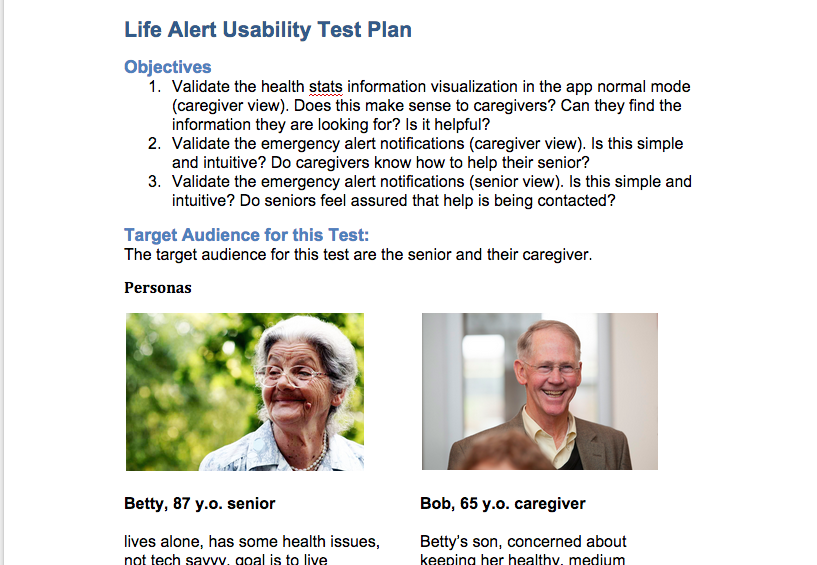 Life Alert Usability Test Plan
Objectives
1. Validate the health stats information visualization in the app normal mode
(caregiver view). Does this make sense to caregivers? Can they find the
information they are looking for? Is it helpful?
2. Validate the emergency alert notifications (caregiver view). Is this simple
and intuitive? Do caregivers know how to help their senior?
3. Validate the emergency alert notifications (senior view). Is this simple and
intuitive? Do seniors feel assured that help is being contacted?
Target Audience for this Test:
The target audience for this test are the senior and their caregiver.
Personas
Betty, 87 y.o. senior
lives alone, has some health issues,
not tech savvy, goal is to live
Bob, 65 y.o. caregiver
Betty's son, concerned about
keeping her healthy, medium